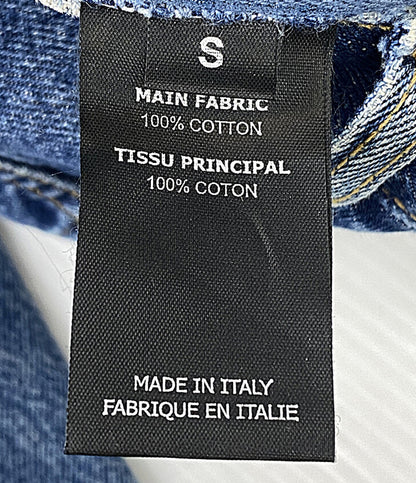 S
MAIN FABRIC
100% COTTON
TISSU PRINCIPAL
100% COTON
MADE IN ITALY
FABRIQUE EN ITALIE